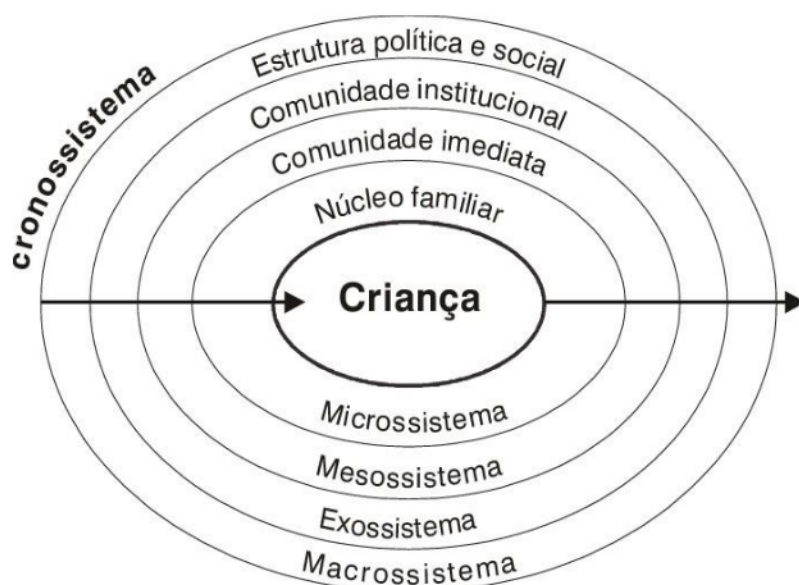 cronossistema
Estrutura política e social
Comunidade institucional
Comunidade imediata
Núcleo familiar
Criança
Microssistema
Mesossistema
Exossistema
Macrossistema